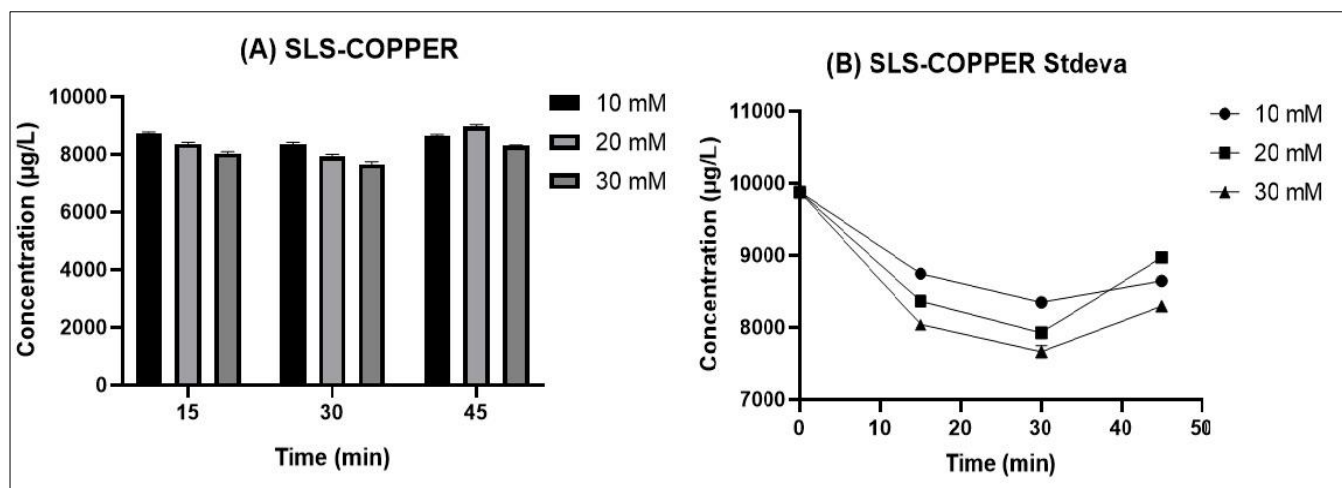 (A) SLS-COPPER
Concentration (µg/L)
10000
8000
6000
4000
2000
0
15
30
45
Time (min)
10 mM
20 mM
30 mM
(B) SLS-COPPER Stdeva
Concentration (µg/L)
11000
10000
9000
8000
7000
0
10
20
30
40
50
Time (min)
10 mM
20 mM
30 mM